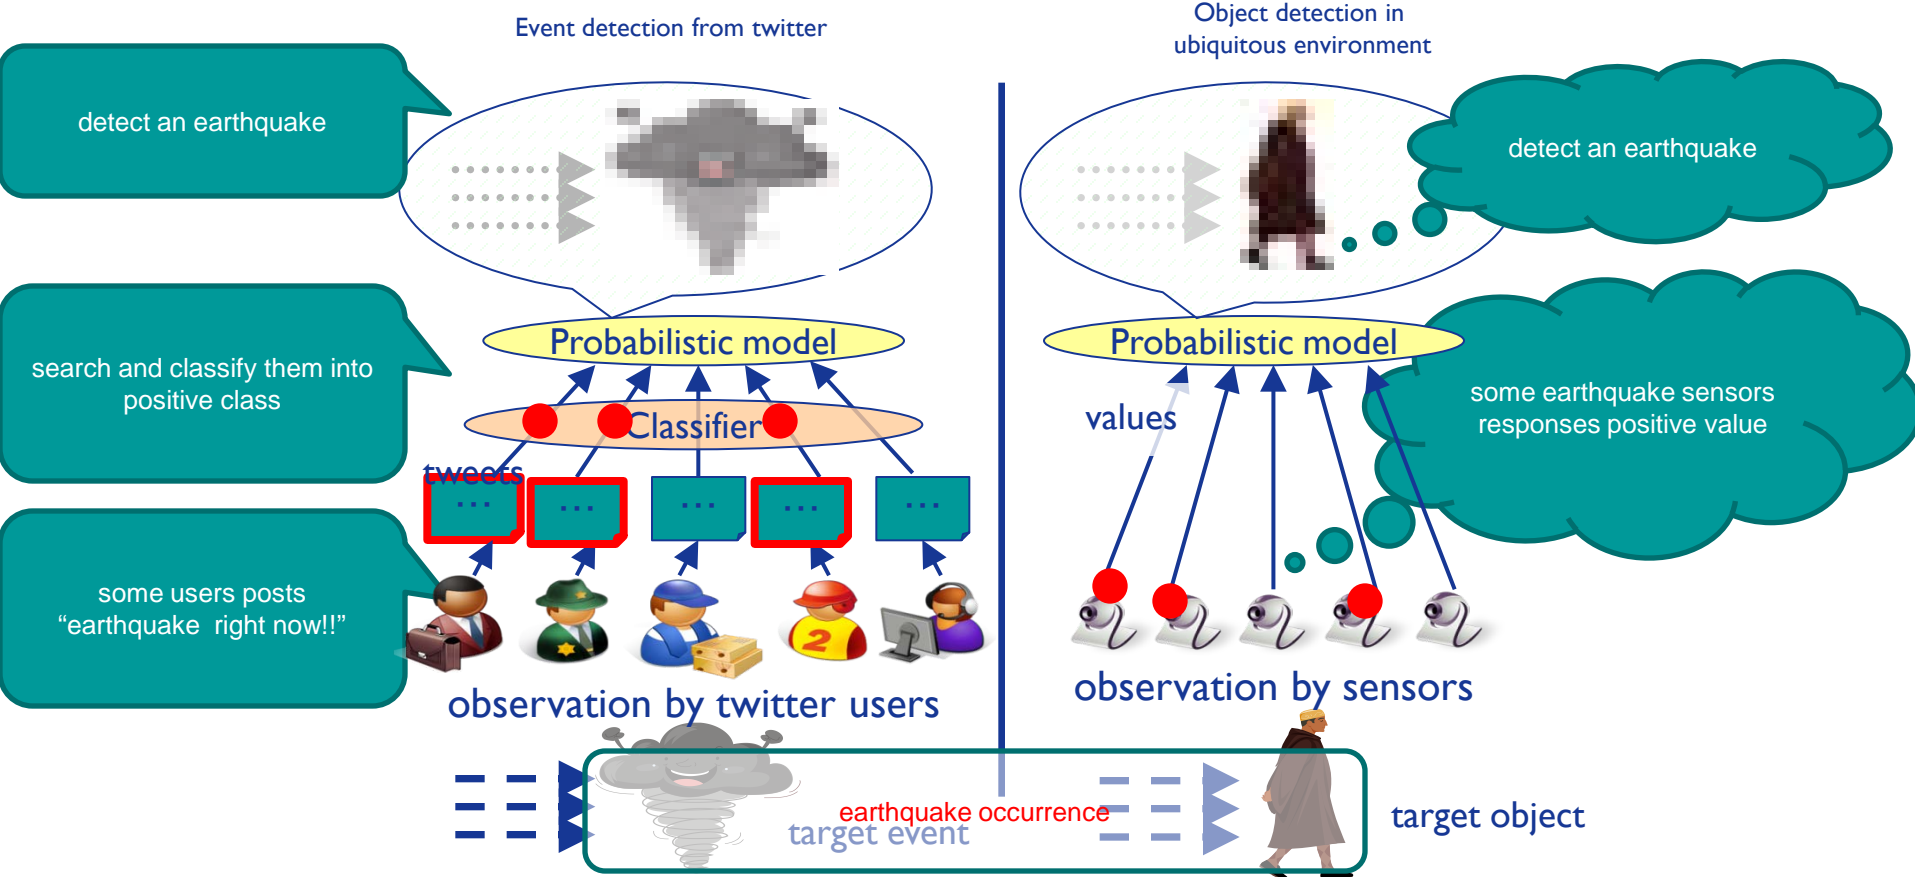 Event detection from twitter
Object detection in
ubiquitous environment
detect an earthquake
detect an earthquake
Probabilistic model
Probabilistic model
search and classify them into
positive class
some earthquake sensors
responses positive value
values
Classifier
tweets
...
...
...
...
...
some users posts
“earthquake right now!!”
2
observation by twitter users
observation by sensors
earthquake occurrence
target event
target object